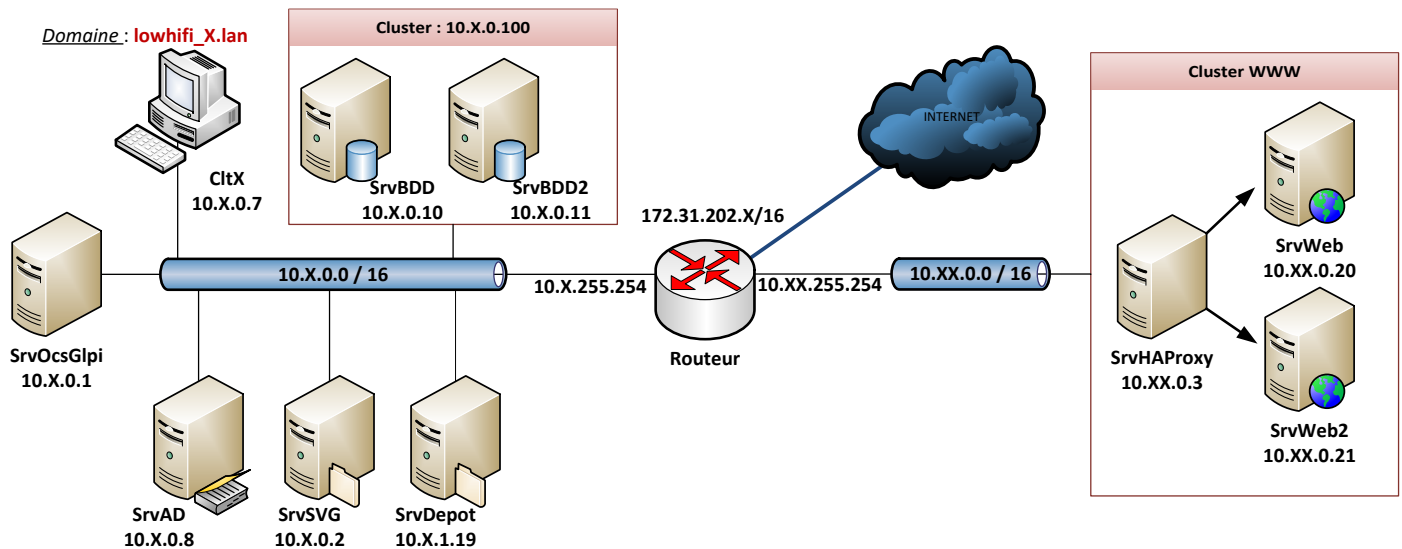 Domaine : lowhifi_X.lan
Cluster : 10.X.0.100
SrvBDD
10.X.0.10
SrvBDD2
10.X.0.11
CltX
10.X.0.7
INTERNET
172.31.202.X/16
Cluster WWW
SrvWeb
10.XX.0.20
SrvOcsGlpi
10.X.0.1
10.X.0.0 / 16
10.X.255.254
Routeur
10.XX.255.254
10.XX.0.0 / 16
SrvHAProxy
10.XX.0.3
SrvWeb2
10.XX.0.21
SrvAD
10.X.0.8
SrvSVG
10.X.0.2
SrvDepot
10.X.1.19